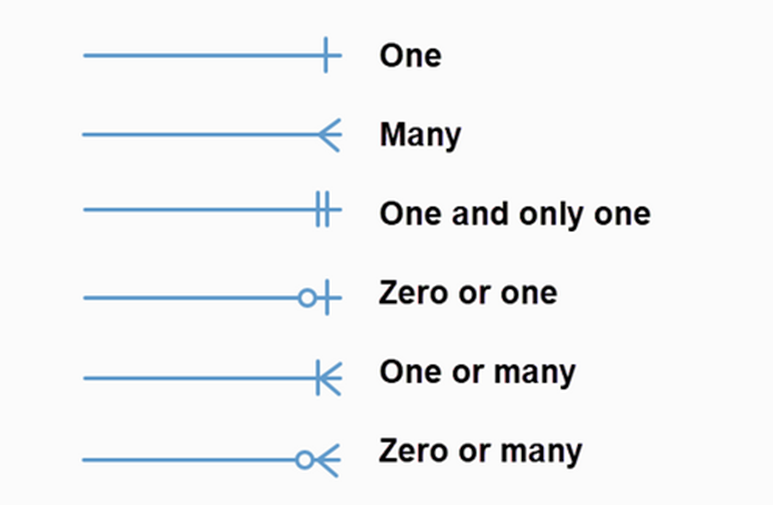 One
Many
One and only one
Zero or one
One or many
Zero or many